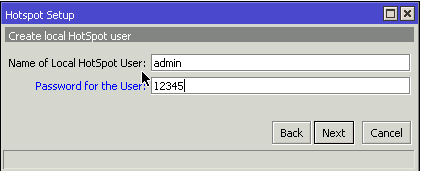 Hotspot Setup
Create local HotSpot user
Name of Local HotSpot User: admin
Password for the User: 12345
Back Next Cancel